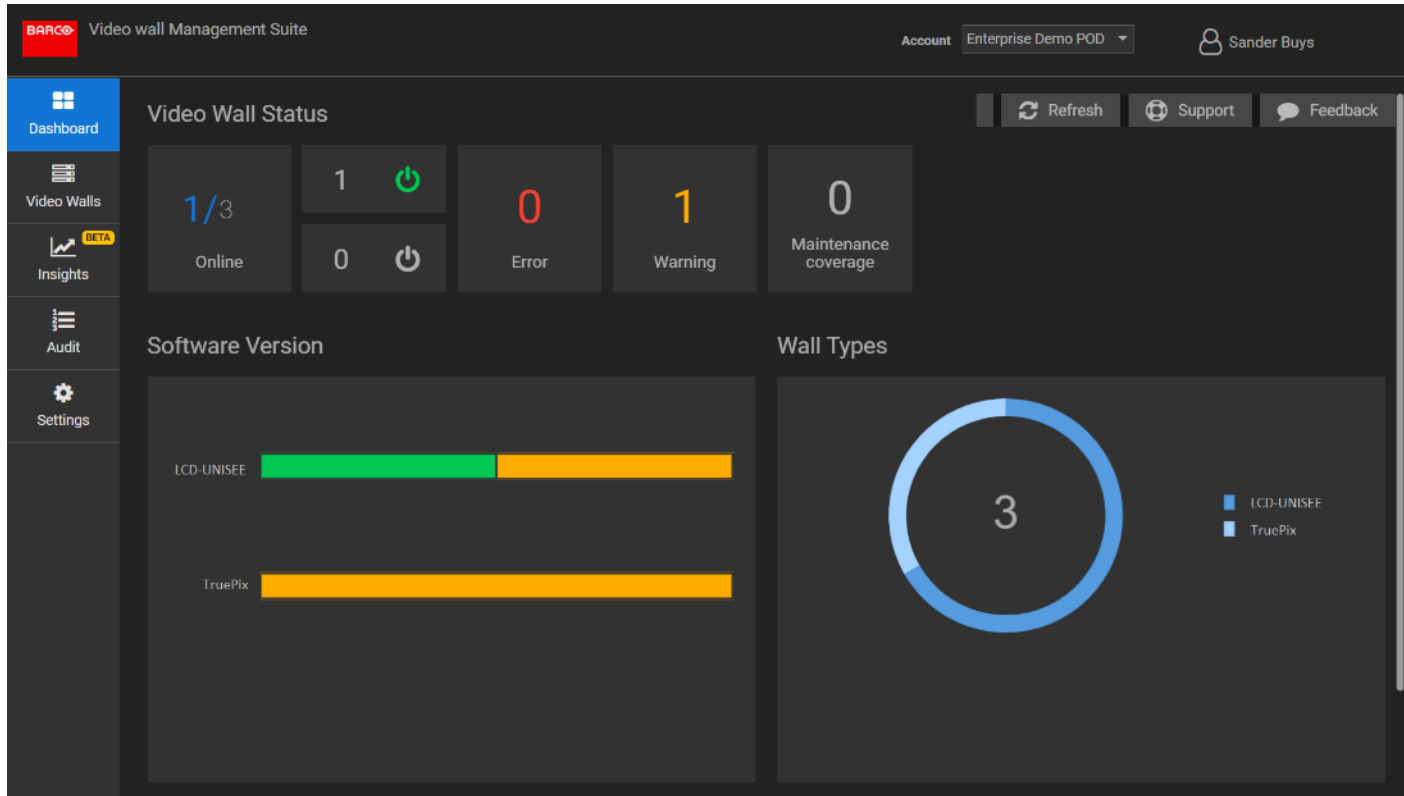 BARCO Video wall Management Suite
Account Enterprise Demo POD
Sander Buys
Dashboard
Video Walls
BETA
Insights
Audit
Settings
Video Wall Status
Refresh
Support
Feedback
1/3
Online
1
0
0
Error
1
Warning
0
Maintenance
coverage
Software Version
LCD-UNISEE
TruePix
Wall Types
3
LCD-UNISEE
TruePix